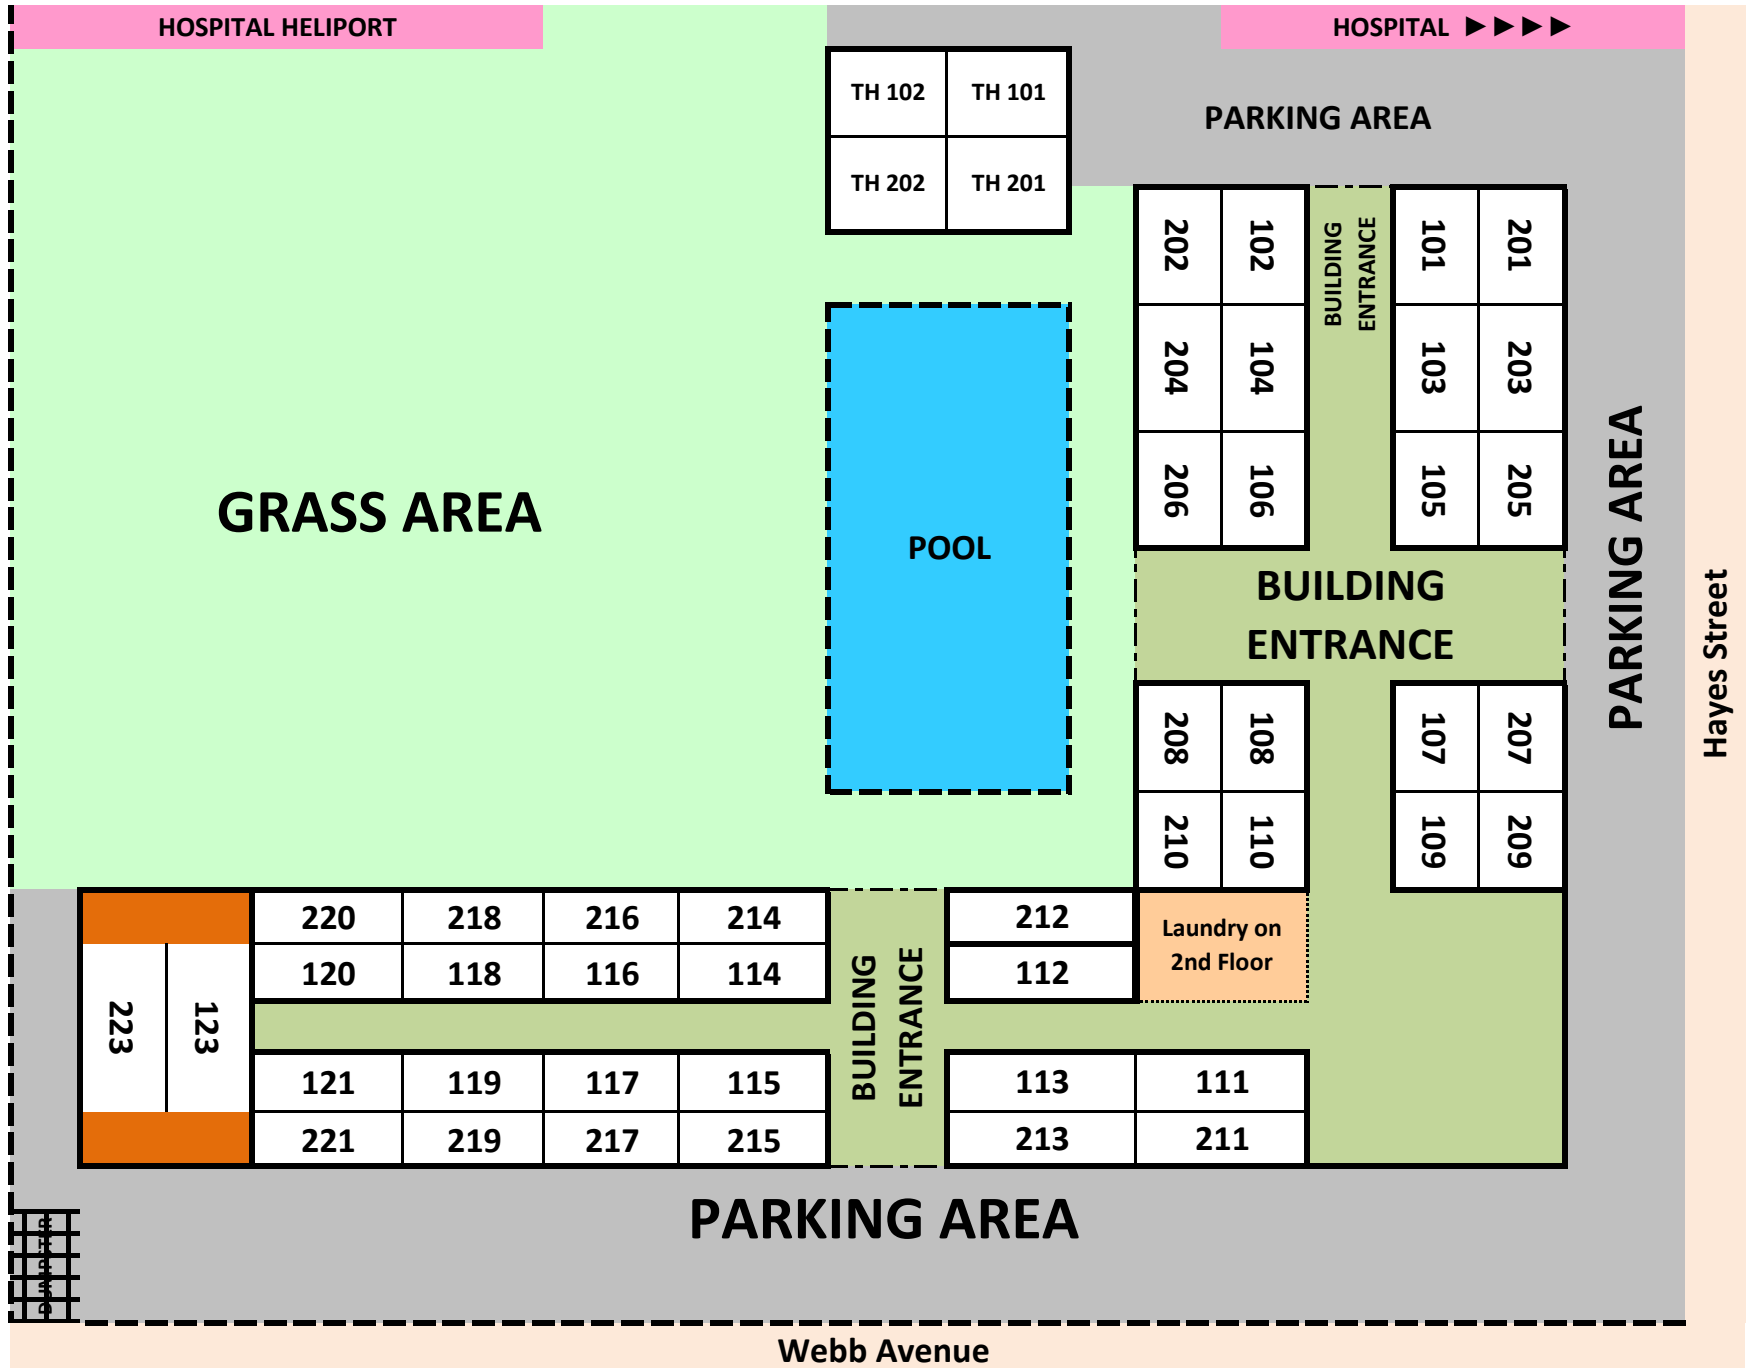 HOSPITAL HELIPORT
HOSPITAL ►►►►
TH 102 TH 101
TH 202 TH 201
PARKING AREA
202 102 101 201
204 104 103 203
206 106 105 205
BUILDING
ENTRANCE
GRASS AREA
POOL
BUILDING
ENTRANCE
PARKING AREA
Hayes Street
208 108 107 207
210 110 109 209
220 218 216 214 212
120 118 116 114 112
Laundry on
2nd Floor
BUILDING
ENTRANCE
223 123
121 119 117 115 113 111
221 219 217 215 213 211
PARKING AREA
DUMPSTER
Webb Avenue